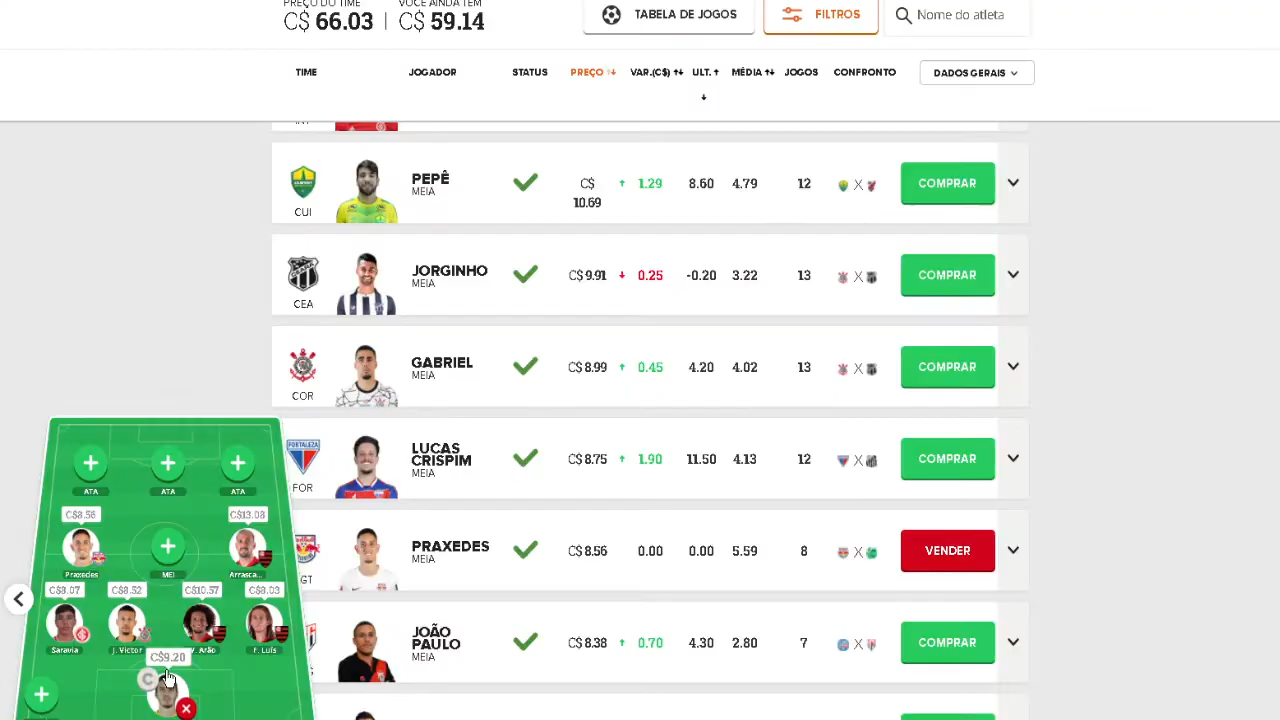 PREÇO DO TIME
VOCÊ AINDA TEM
C$ 66.03 | C$ 59.14
TABELA DE JOGOS
FILTROS
Nome do atleta
TIME
JOGADOR
STATUS
PREÇO
VAR.(C$)
ULT.
MÉDIA
JOGOS
CONFRONTO
DADOS GERAIS
CUI
PEPÊ
MEIA
C$
10.69
1.29
8.60
4.79
12
X
COMPRAR
CEA
JORGINHO
MEIA
C$ 9.91
0.25
-0.20
3.22
13
X
COMPRAR
COR
GABRIEL
MEIA
C$ 8.99
0.45
4.20
4.02
13
X
COMPRAR
FORTALEZA
FOR
LUCAS
CRISPIM
MEIA
C$ 8.75
1.90
11.50
4.13
12
X
COMPRAR
GT
PRAXEDES
MEIA
C$ 8.56
0.00
0.00
5.59
8
X
VENDER
JOÃO
PAULO
MEIA
C$ 8.38
0.70
4.30
2.80
7
X
COMPRAR
ATA
ATA
ATA
C$8.56
C$13.08
Praxedes
MEI
Arrasca...
C$8.07
C$8.52
C$10.57
C$8.03
Saravia
J. Victor
W. Arão
F. Luís
C$9.20
C